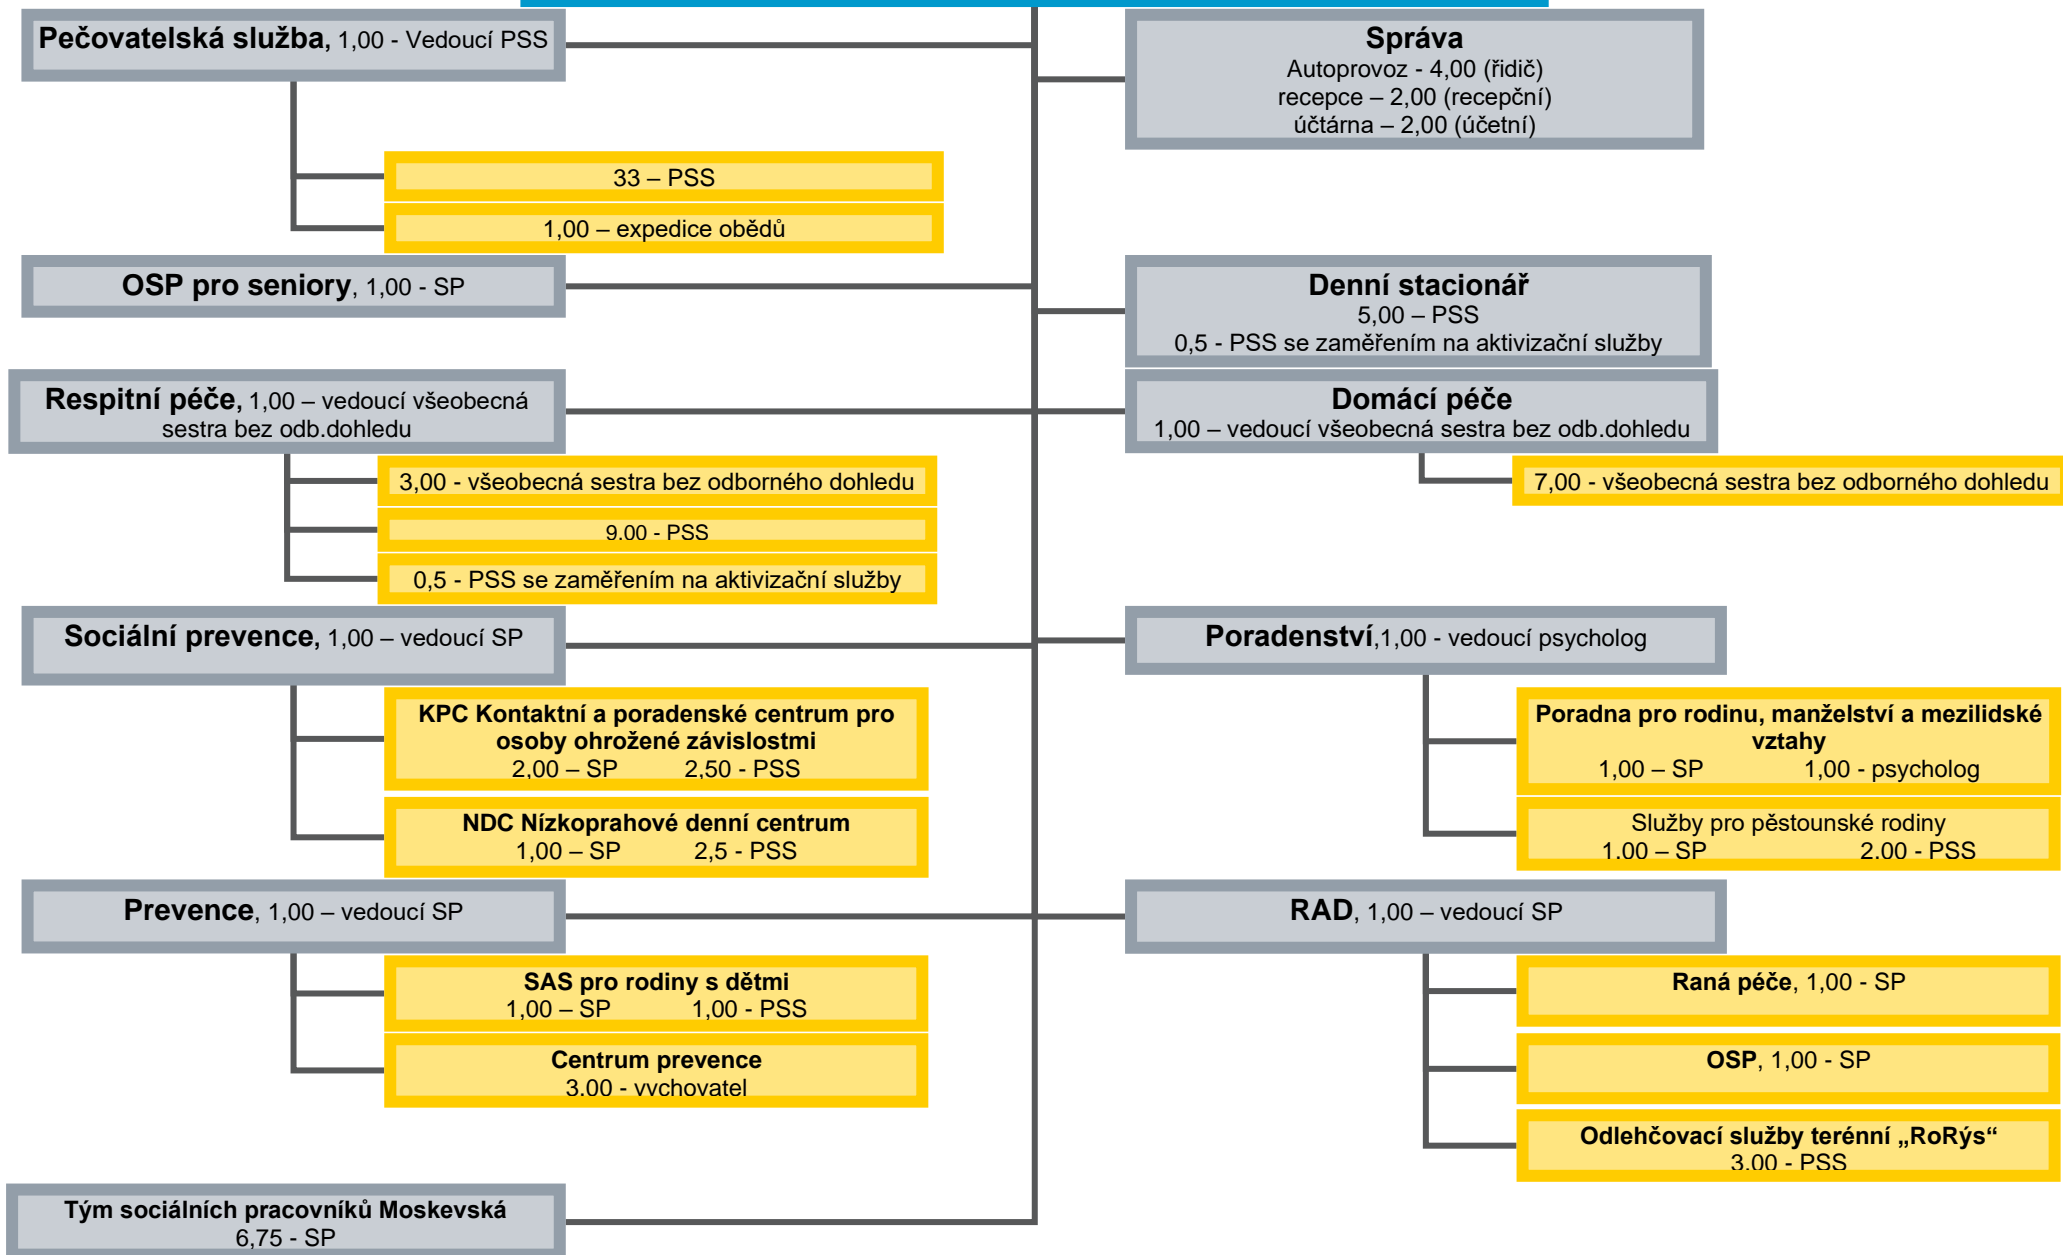 Pečovatelská služba, 1,00 - Vedoucí PSS
33 – PSS
1,00 – expedice obědů
Správa
Autoprovoz - 4,00 (řidič)
recepce – 2,00 (recepční)
účtárna – 2,00 (účetní)
OSP pro seniory, 1,00 - SP
Denní stacionář
5,00 – PSS
0,5 - PSS se zaměřením na aktivizační služby
Respitní péče, 1,00 – vedoucí všeobecná
sestra bez odb.dohledu
3,00 - všeobecná sestra bez odborného dohledu
9.00 - PSS
0,5 - PSS se zaměřením na aktivizační služby
Domácí péče
1,00 – vedoucí všeobecná sestra bez odb.dohledu
7,00 - všeobecná sestra bez odborného dohledu
Sociální prevence, 1,00 – vedoucí SP
KPC Kontaktní a poradenské centrum pro
osoby ohrožené závislostmi
2,00 – SP 2,50 - PSS
NDC Nízkoprahové denní centrum
1,00 – SP 2,5 - PSS
Poradenství,1,00 - vedoucí psycholog
Poradna pro rodinu, manželství a mezilidské
vztahy
1,00 – SP 1,00 - psycholog
Služby pro pěstounské rodiny
1.00 – SP 2.00 - PSS
Prevence, 1,00 – vedoucí SP
SAS pro rodiny s dětmi
1,00 – SP 1,00 - PSS
Centrum prevence
3.00 - vychovatel
RAD, 1,00 – vedoucí SP
Raná péče, 1,00 - SP
OSP, 1,00 - SP
Odlehčovací služby terénní „RoRýs“
3.00 - PSS
Tým sociálních pracovníků Moskevská
6,75 - SP